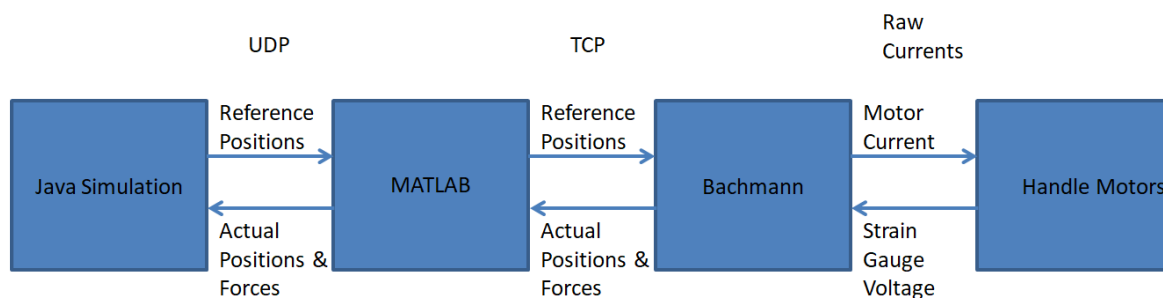 UDP
TCP
Raw
Currents
Reference
Positions
Reference
Positions
Motor
Current
Java Simulation
MATLAB
Bachmann
Handle Motors
Actual
Positions &
Forces
Actual
Positions &
Forces
Strain
Gauge
Voltage